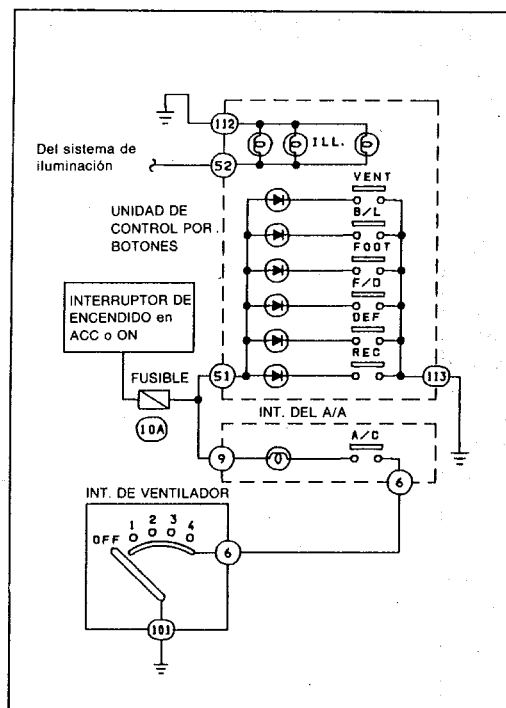 112
ILL.
Del sistema de
iluminación
52
VENT
B/L
UNIDAD DE
CONTROL POR
BOTONES
FOOT
F/D
DEF
REC
INTERRUPTOR DE
ENCENDIDO en
ACC o ON
FUSIBLE
10A
51
113
INT. DEL A/A
A/C
9
6
INT. DE VENTILADOR
OFF 1 2 3 4
6
101